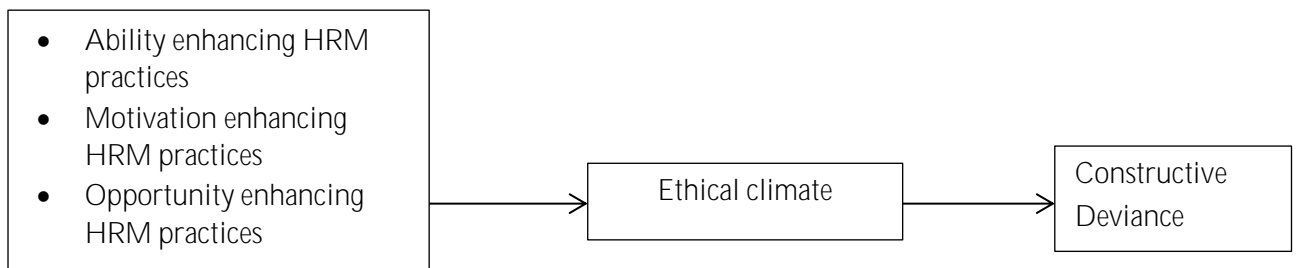 • Ability enhancing HRM
practices
• Motivation enhancing
HRM practices
• Opportunity enhancing
HRM practices
Ethical climate
Constructive
Deviance